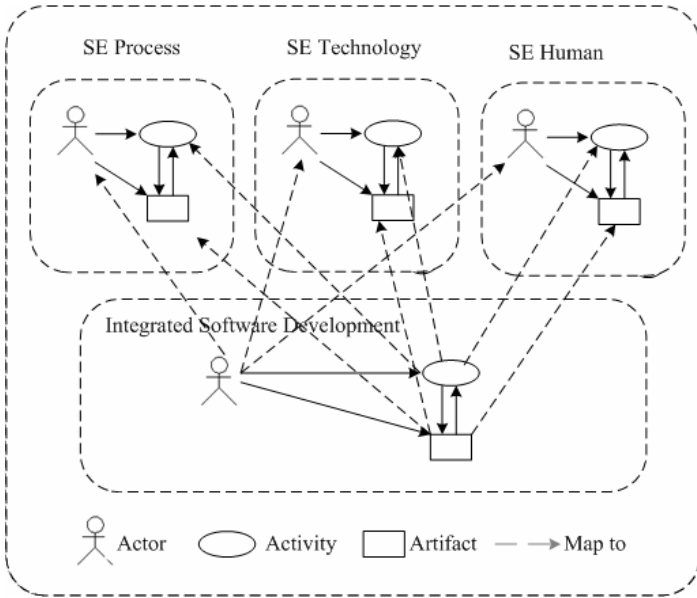 SE Process
SE Technology
SE Human
Integrated Software Development
Actor
Activity
Artifact
Map to